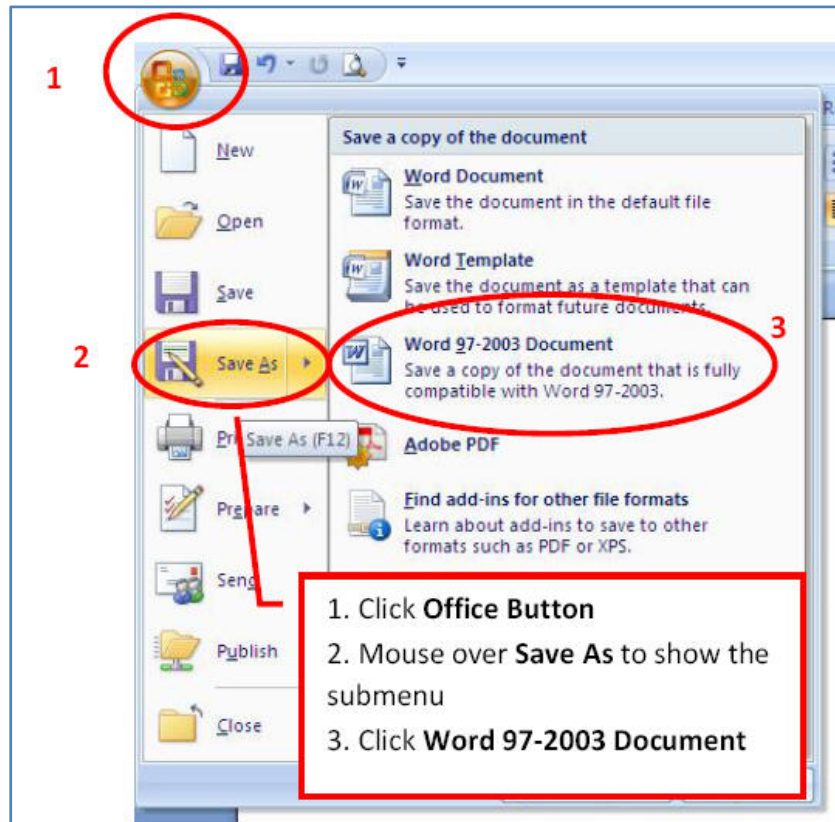 1
New
Open
Save
2
Save As
Save As (F12)
Prepare
Publish
Close
Save a copy of the document
Word Document
Save the document in the default file
format.
Word Template
Save the document as a template that can
be used to format future documents.
3
Word 97-2003 Document
Save a copy of the document that is fully
compatible with Word 97-2003.
Adobe PDF
Find add-ins for other file formats
Learn about add-ins to save to other
formats such as PDF or XPS.
1. Click Office Button
2. Mouse over Save As to show the
submenu
3. Click Word 97-2003 Document